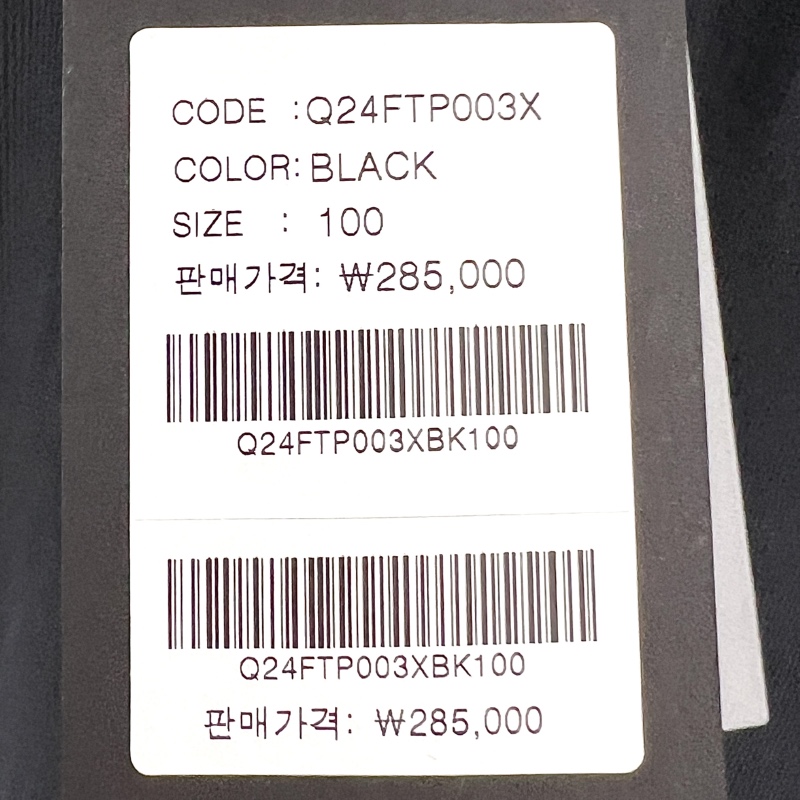 CODE :Q24FTP003X
COLOR:BLACK
SIZE : 100
판매가격: ₩285,000
Q24FTP003XBK100
Q24FTP003XBK100
판매가격: ₩285,000